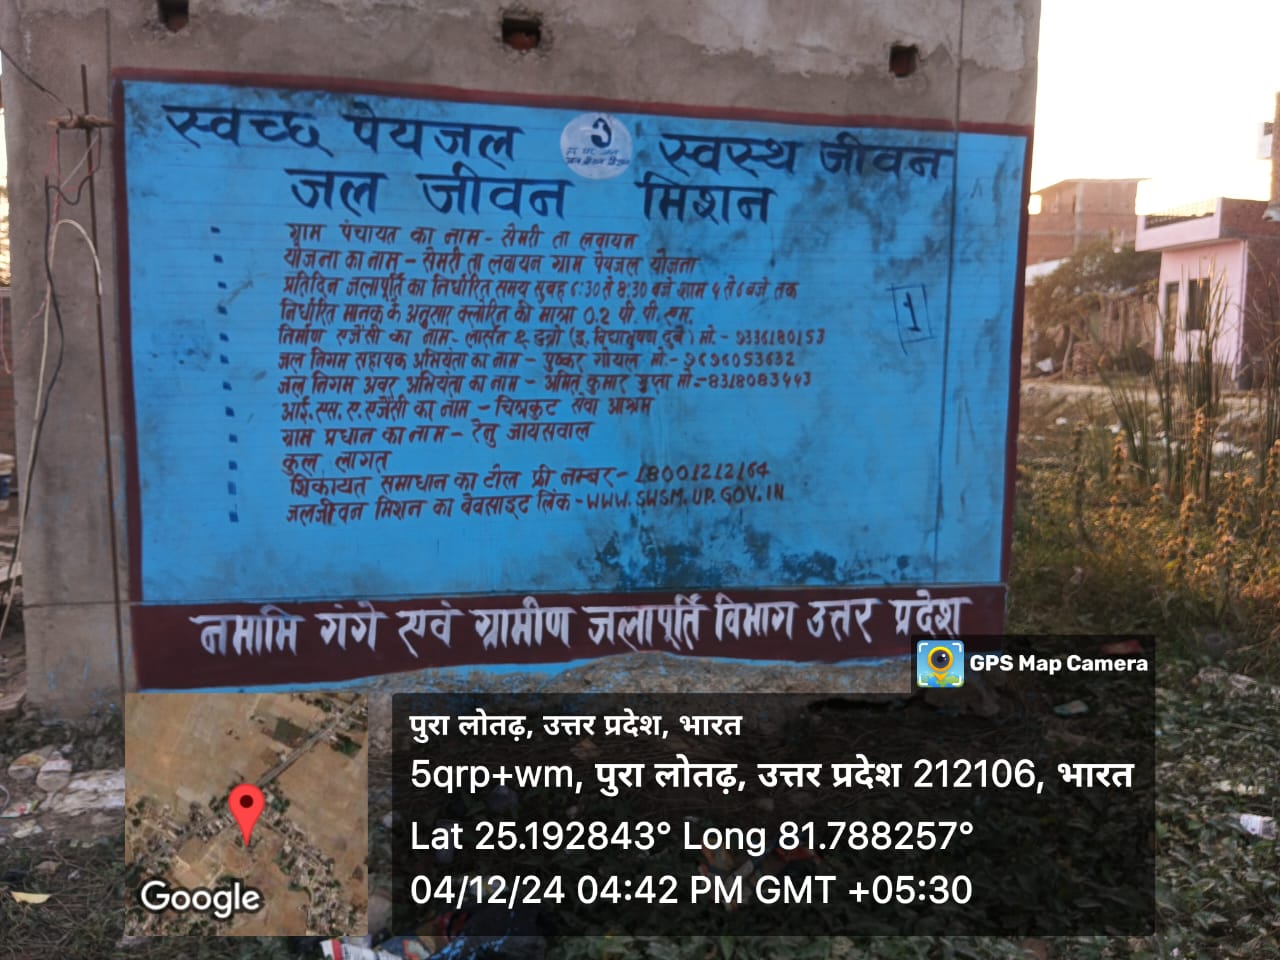 स्वच्छ पेयजल स्वस्थ जीवन
जल जीवन मिशन
ग्राम पंचायत का नाम - सेमरी ता लवायन
योजना का नाम - सेमरी ता लवायन ग्राम पेयजल योजना
प्रतिदिन जलापूर्ति का निर्धारित समय सुबह 6:30 से 8:30 बजे शाम 4 से 6 बजे तक
निर्धारित मानक के अनुसार क्लोरिन की मात्रा 0.2 पी. पी. एम.
निर्माण एजेंसी का नाम - लार्सन & टुब्रो (इ. विद्याभुषण दुबे) मो. - 9336180153
जल निगम सहायक अभियंता का नाम - पुष्कर गोयल मो. - 9696053632
जल निगम अवर अभियंता का नाम - अमित कुमार गुप्ता मो. - 8318083443
आई. एस. ए. एजेंसी का नाम - चित्रकुट सेवा आश्रम
ग्राम प्रधान का नाम - रेनु जायसवाल
कुल लागत
शिकायत समाधान का टोल फ्री नम्बर - 18001212164
जलजीवन मिशन का वेवसाइट लिंक - WWW.SWSM.UP.GOV.IN
1
नमामि गंगे एवं ग्रामीण जलापूर्ति विभाग उत्तर प्रदेश
GPS Map Camera
पुरा लोतढ़, उत्तर प्रदेश, भारत
5qrp+wm, पुरा लोतढ़, उत्तर प्रदेश 212106, भारत
Lat 25.192843° Long 81.788257°
04/12/24 04:42 PM GMT +05:30
Google